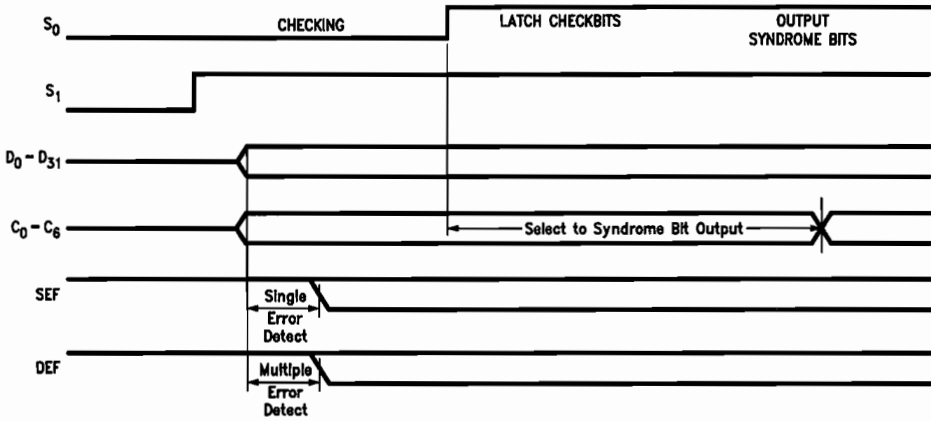 S0 CHECKING LATCH CHECKBITS OUTPUT
SYNDROME BITS
S1
D0 – D31
C0 – C6 Select to Syndrome Bit Output
SEF Single
Error
Detect
DEF Multiple
Error
Detect